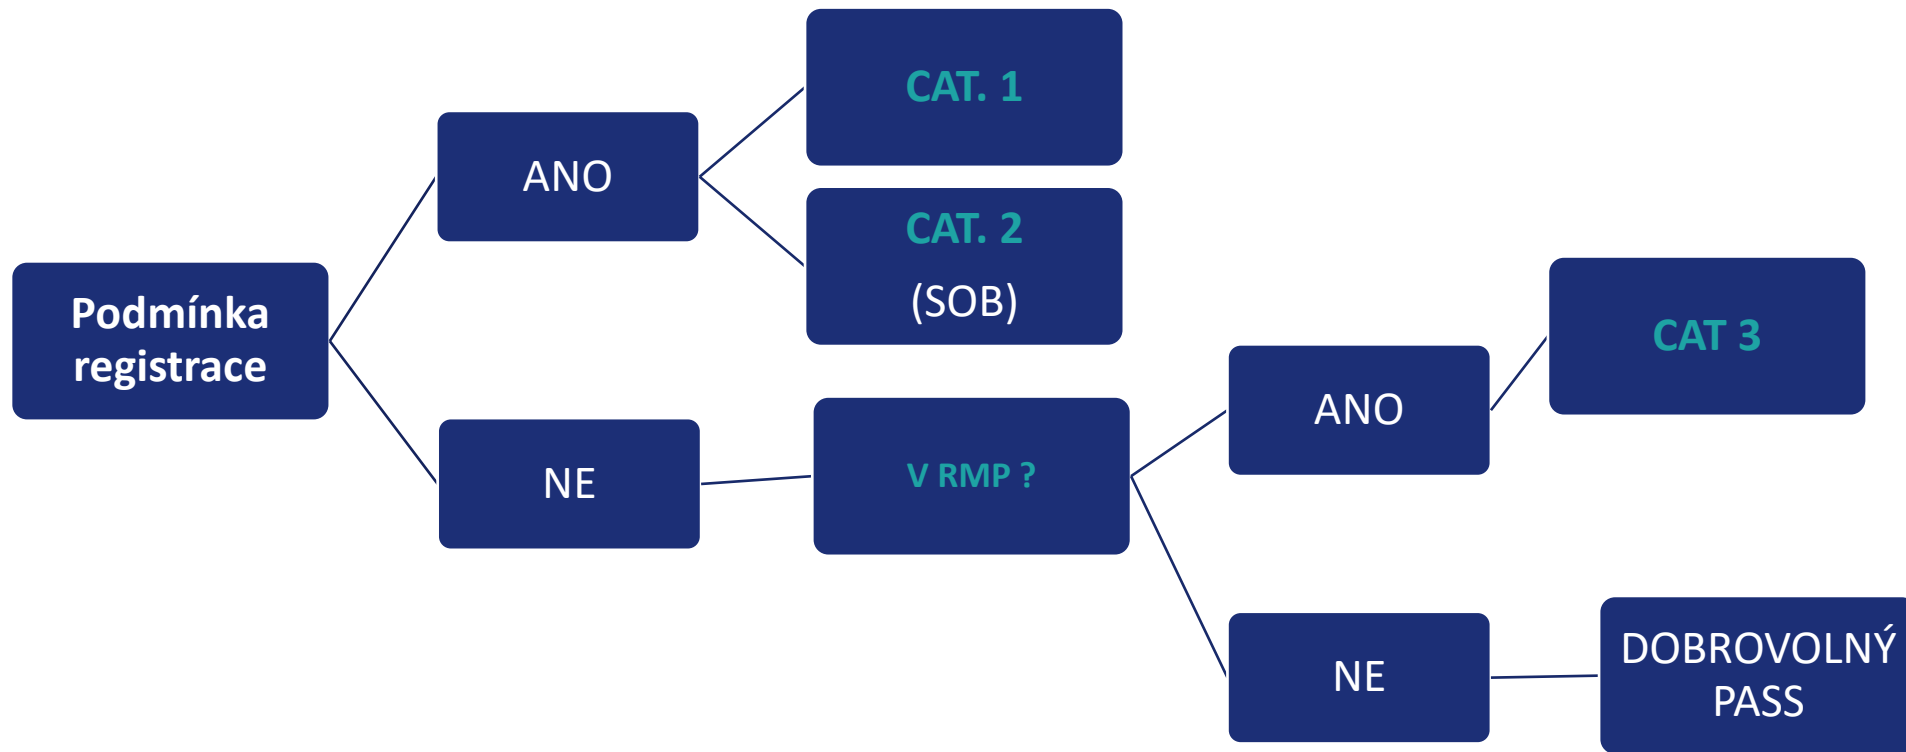 Podmínka
registrace
ANO
CAT. 1
CAT. 2
(SOB)
NE
V RMP ?
ANO
CAT 3
NE
DOBROVOLNÝ
PASS